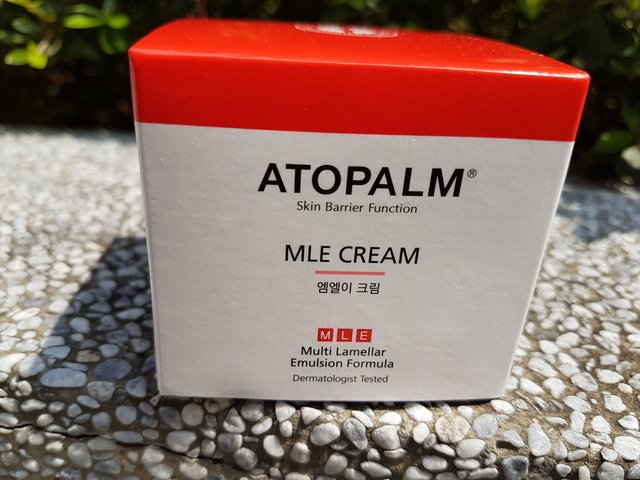 ATOPALM®
Skin Barrier Function
MLE CREAM
엠엘이 크림
MLE
Multi Lamellar
Emulsion Formula
Dermatologist Tested